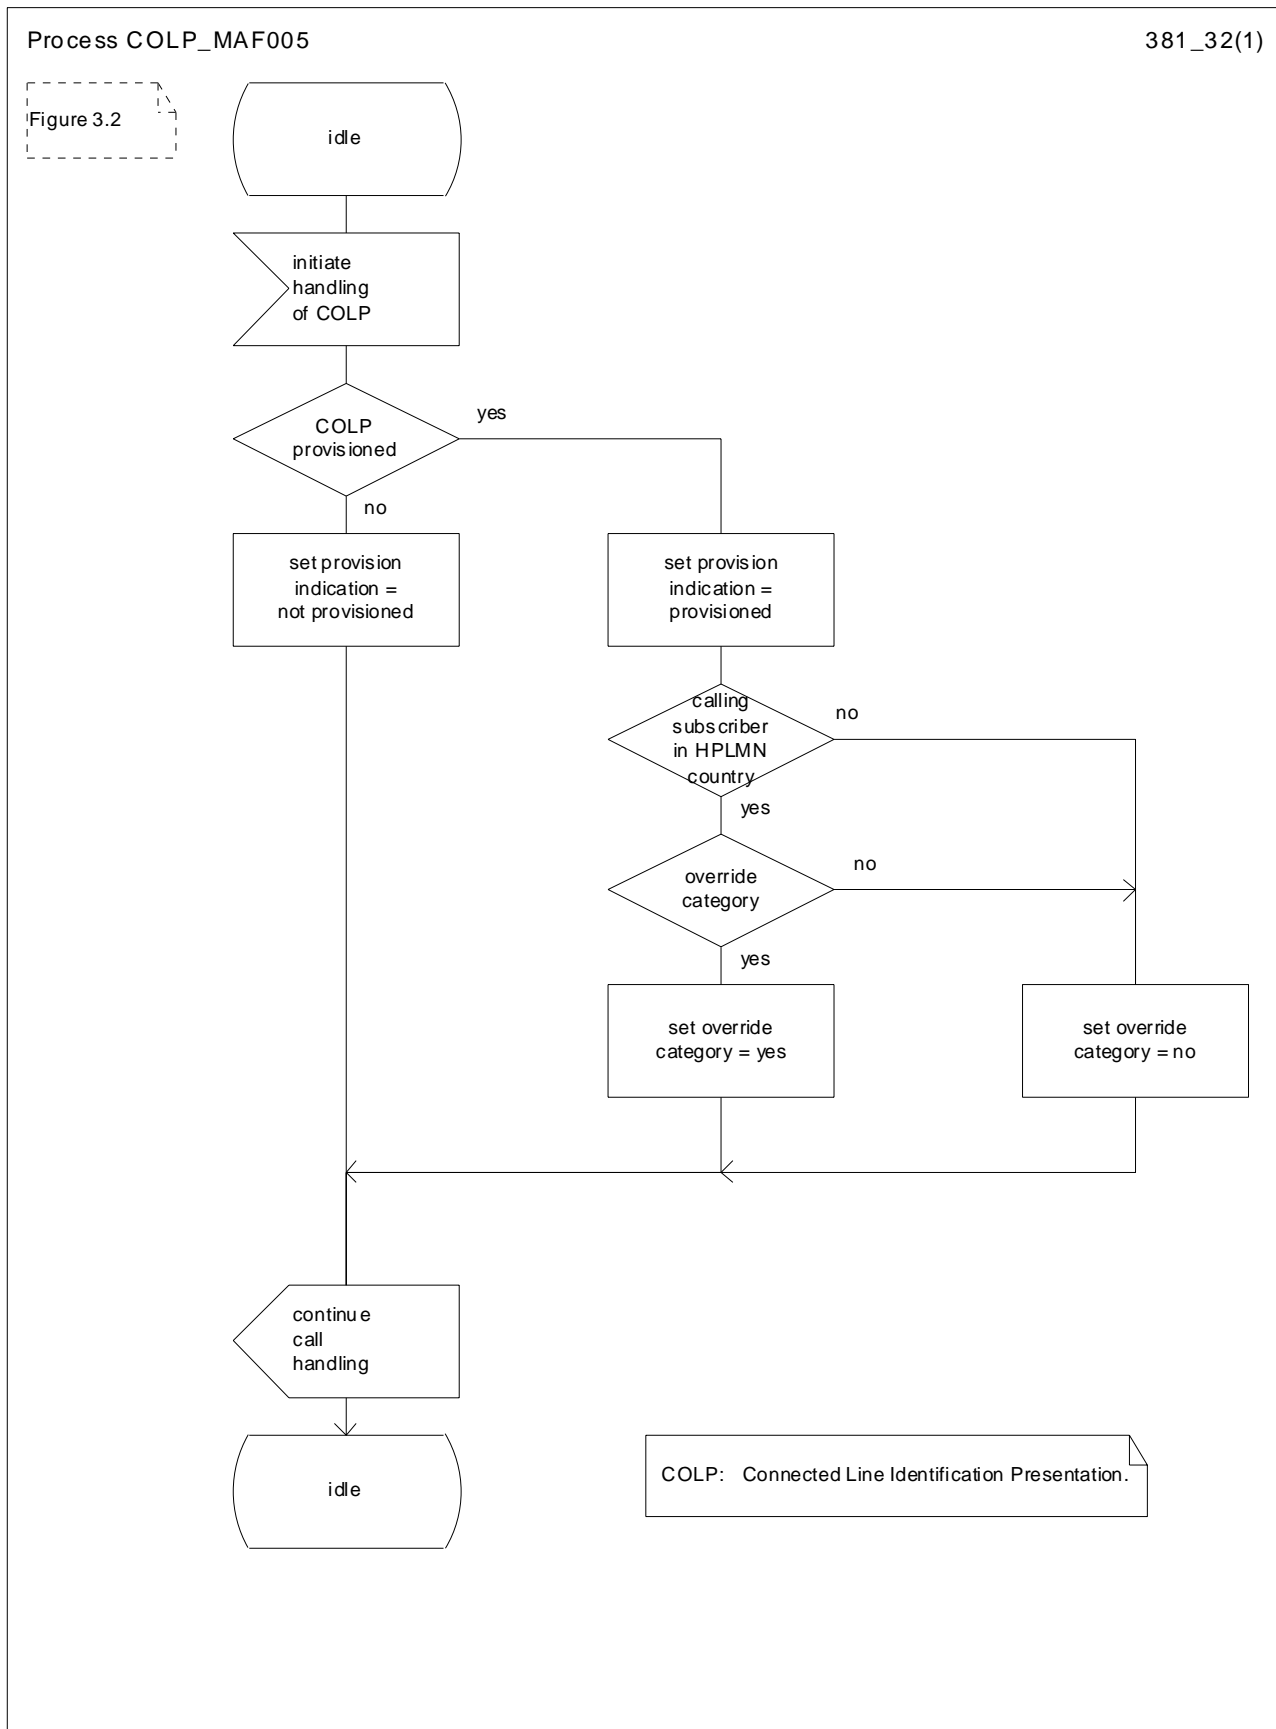 Process COLP_MAF005
381_32(1)
Figure 3.2
idle
initiate
handling
of COLP
COLP
provisioned
yes
no
set provision
indication =
not provisioned
set provision
indication =
provisioned
calling
subscriber
in HPLMN
country
no
yes
override
category
no
yes
set override
category = yes
set override
category = no
continue
call
handling
idle
COLP: Connected Line Identification Presentation.